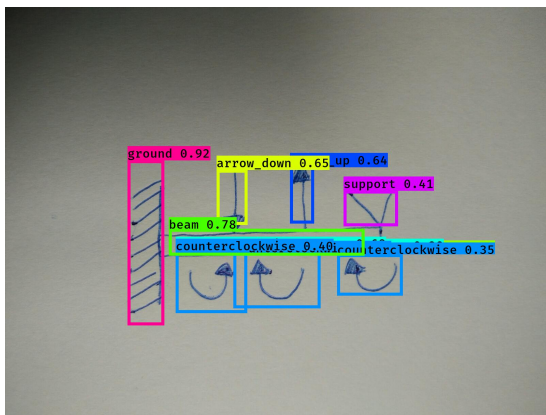 ground 0.92
arrow_down 0.65
_up 0.64
support 0.41
beam 0.78
counterclockwise 0.40
counterclockwise 0.35